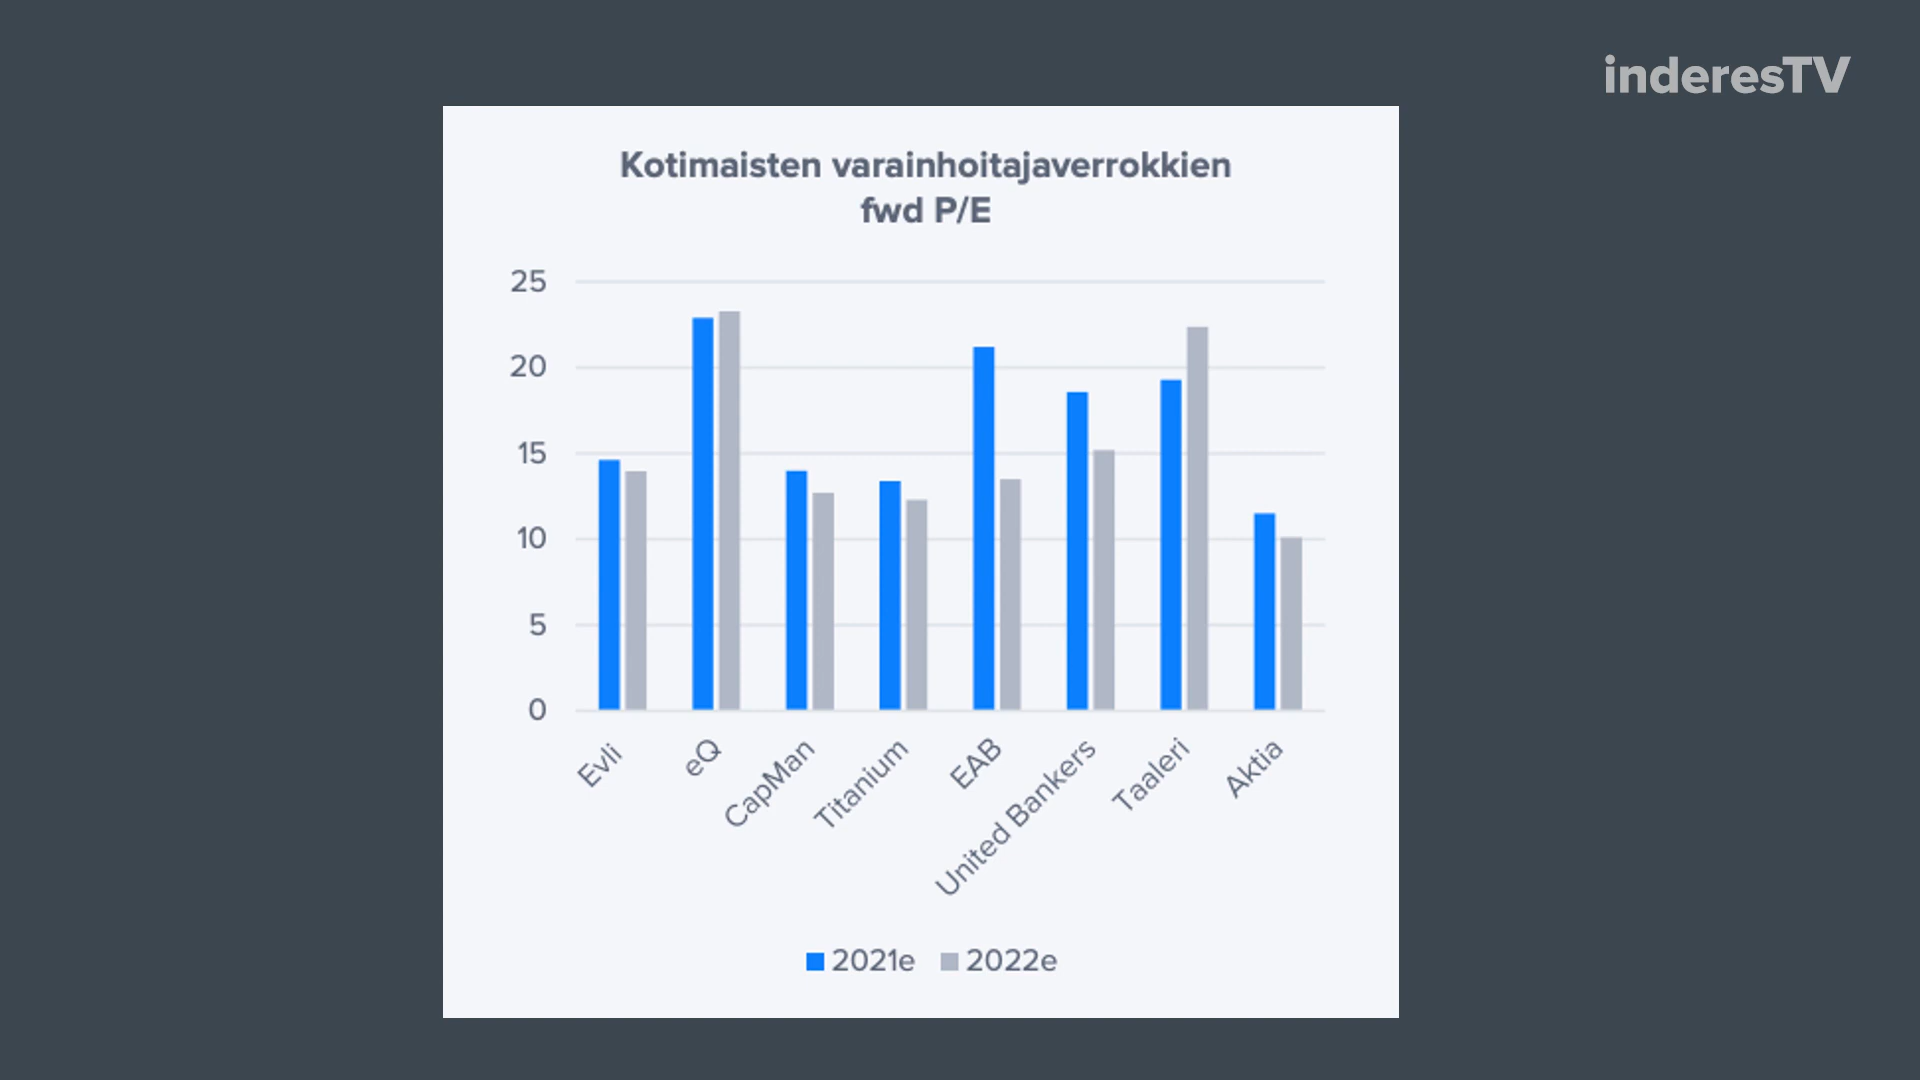 inderesTV
Kotimaisten varainhoitajaverrokkien
fwd P/E
25
20
15
10
5
0
Evli
eQ
CapMan
Titanium
EAB
United Bankers
Taaleri
Aktia
2021e 2022e